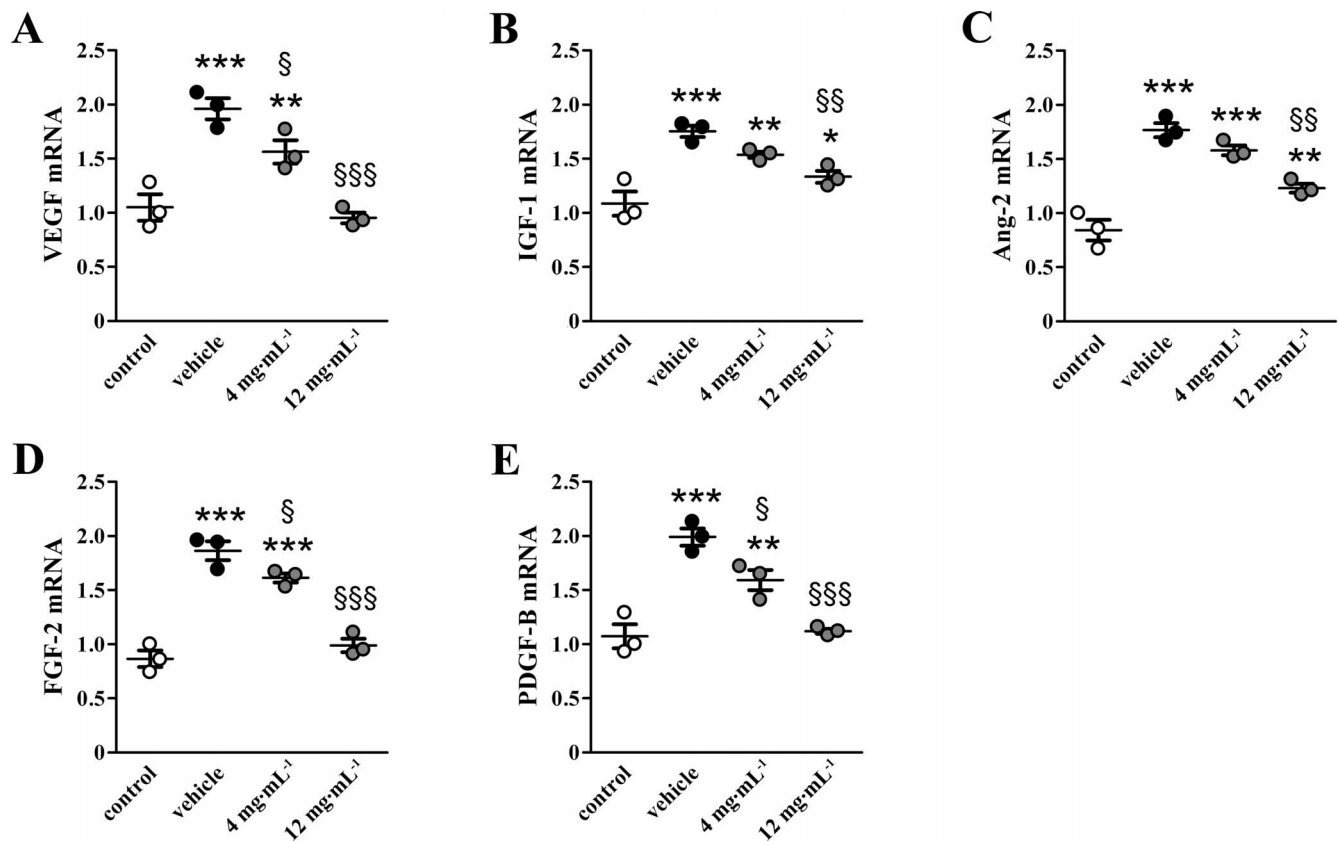 A
VEGF mRNA
2.5
2.0
1.5
1.0
0.5
0
***
§
**
§§§
control
vehicle
4 mg·mL⁻¹
12 mg·mL⁻¹
B
IGF-1 mRNA
2.5
2.0
1.5
1.0
0.5
0
***
**
§§
*
control
vehicle
4 mg·mL⁻¹
12 mg·mL⁻¹
C
Ang-2 mRNA
2.5
2.0
1.5
1.0
0.5
0
***
***
§§
**
control
vehicle
4 mg·mL⁻¹
12 mg·mL⁻¹
D
FGF-2 mRNA
2.5
2.0
1.5
1.0
0.5
0
***
§
***
§§§
control
vehicle
4 mg·mL⁻¹
12 mg·mL⁻¹
E
PDGF-B mRNA
2.5
2.0
1.5
1.0
0.5
0
***
§
**
§§§
control
vehicle
4 mg·mL⁻¹
12 mg·mL⁻¹